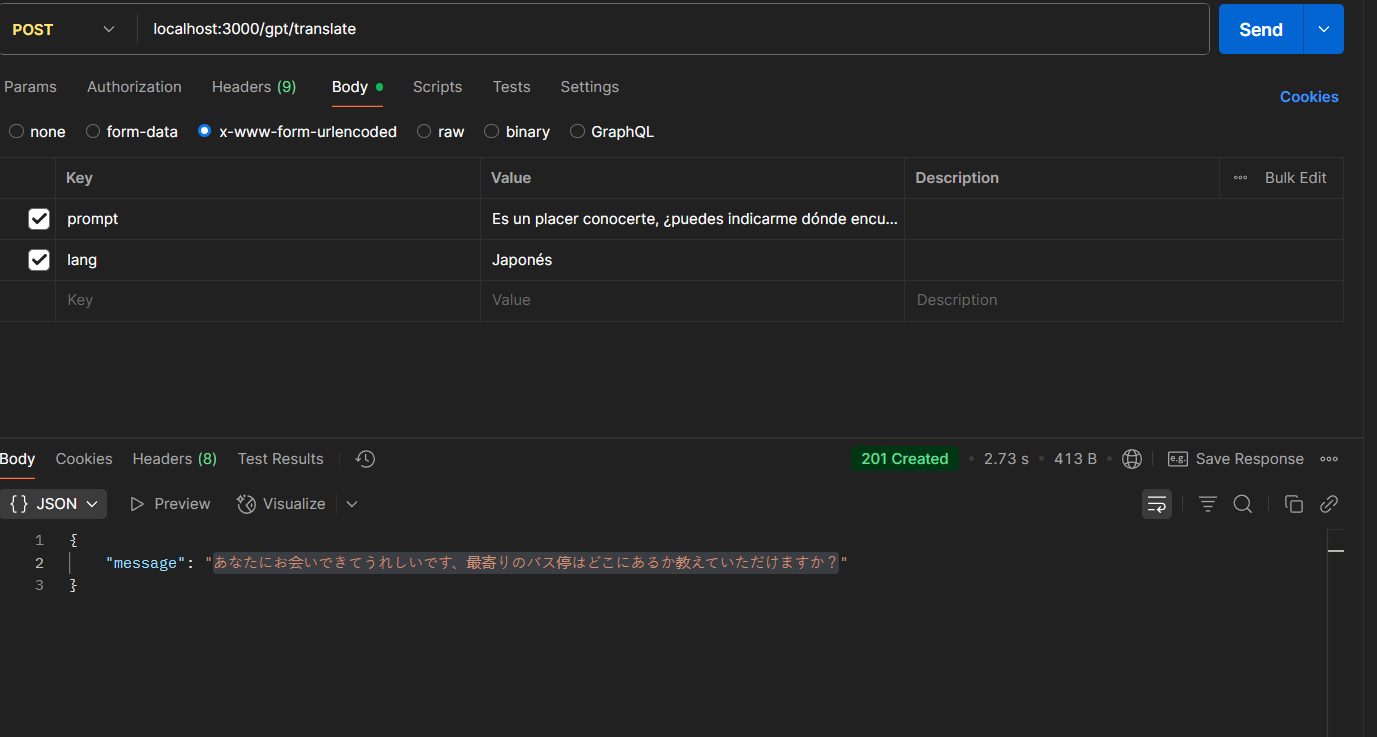 POST localhost:3000/gpt/translate Send
Params Authorization Headers (9) Body Scripts Tests Settings Cookies
none form-data x-www-form-urlencoded raw binary GraphQL
Key Value Description Bulk Edit
prompt Es un placer conocerte, ¿puedes indicarme dónde encu...
lang Japonés
Key Value Description
Body Cookies Headers (8) Test Results 201 Created • 2.73 s • 413 B • e.g. Save Response
{} JSON Preview Visualize
1 {
2 "message": "あなたにお会いできてうれしいです、最寄りのバス停はどこにあるか教えていただけますか？"
3 }